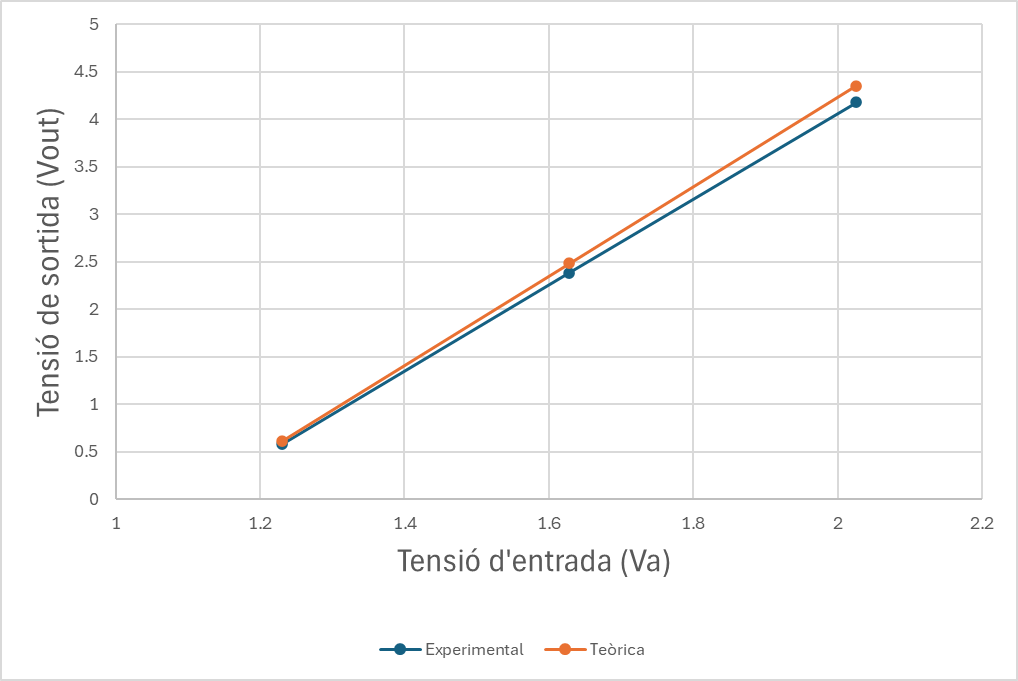 5
4.5
4
3.5
3
2.5
2
1.5
1
0.5
0
Tensió de sortida (Vout)
1 1.2 1.4 1.6 1.8 2 2.2
Tensió d'entrada (Va)
Experimental Teòrica